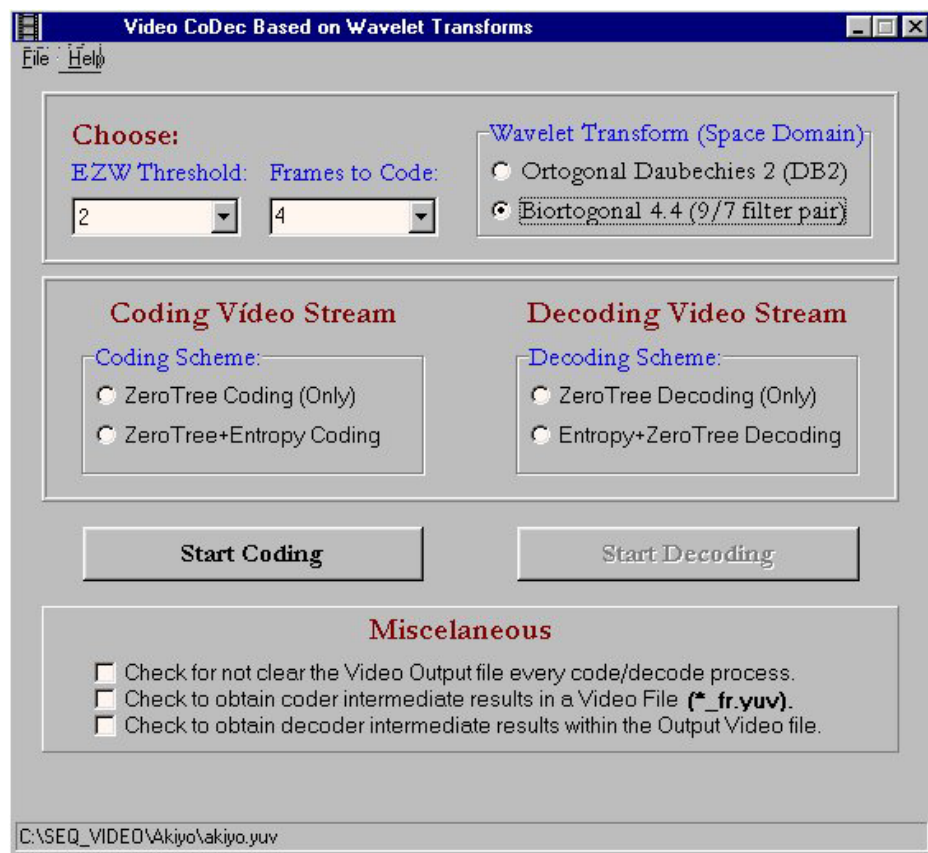 Video CoDec Based on Wavelet Transforms
File Help
Choose:
EZW Threshold: Frames to Code:
2 4
Wavelet Transform (Space Domain)
Ortogonal Daubechies 2 (DB2)
Biortogonal 4.4 (9/7 filter pair)
Coding Vídeo Stream
Coding Scheme:
ZeroTree Coding (Only)
ZeroTree+Entropy Coding
Decoding Video Stream
Decoding Scheme:
ZeroTree Decoding (Only)
Entropy+ZeroTree Decoding
Start Coding
Start Decoding
Miscelaneous
Check for not clear the Video Output file every code/decode process.
Check to obtain coder intermediate results in a Video File (*_fr.yuv).
Check to obtain decoder intermediate results within the Output Video file.
C:\SEQ_VIDEO\Akiyo\akiyo.yuv